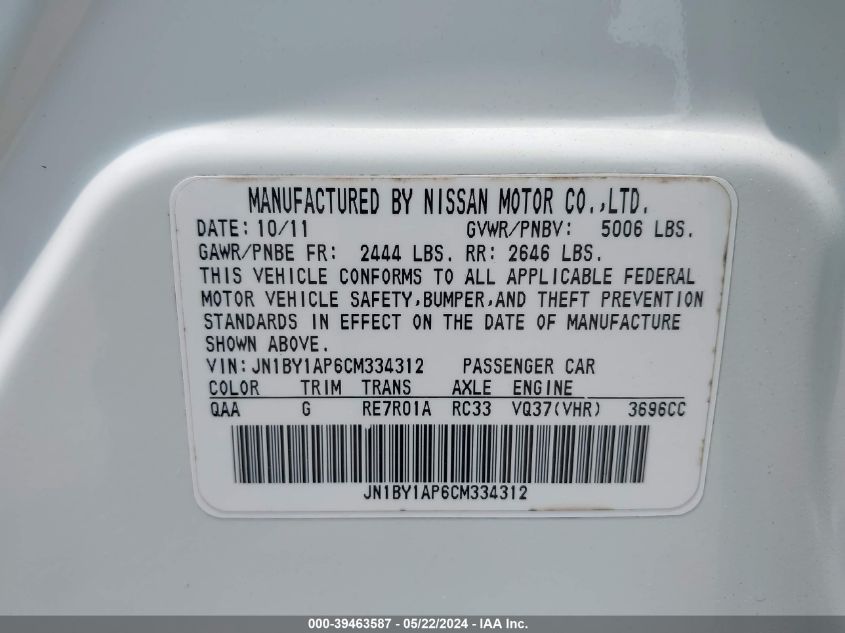 MANUFACTURED BY NISSAN MOTOR CO.,LTD.
DATE: 10/11 GVWR/PNBV: 5006 LBS.
GAWR/PNBE FR: 2444 LBS. RR: 2646 LBS.
THIS VEHICLE CONFORMS TO ALL APPLICABLE FEDERAL
MOTOR VEHICLE SAFETY,BUMPER,AND THEFT PREVENTION
STANDARDS IN EFFECT ON THE DATE OF MANUFACTURE
SHOWN ABOVE.
VIN: JN1BY1AP6CM334312 PASSENGER CAR
COLOR TRIM TRANS AXLE ENGINE
QAA G RE7R01A RC33 VQ37(VHR) 3696CC
JN1BY1AP6CM334312
000-39463587 - 05/22/2024 - IAA Inc.